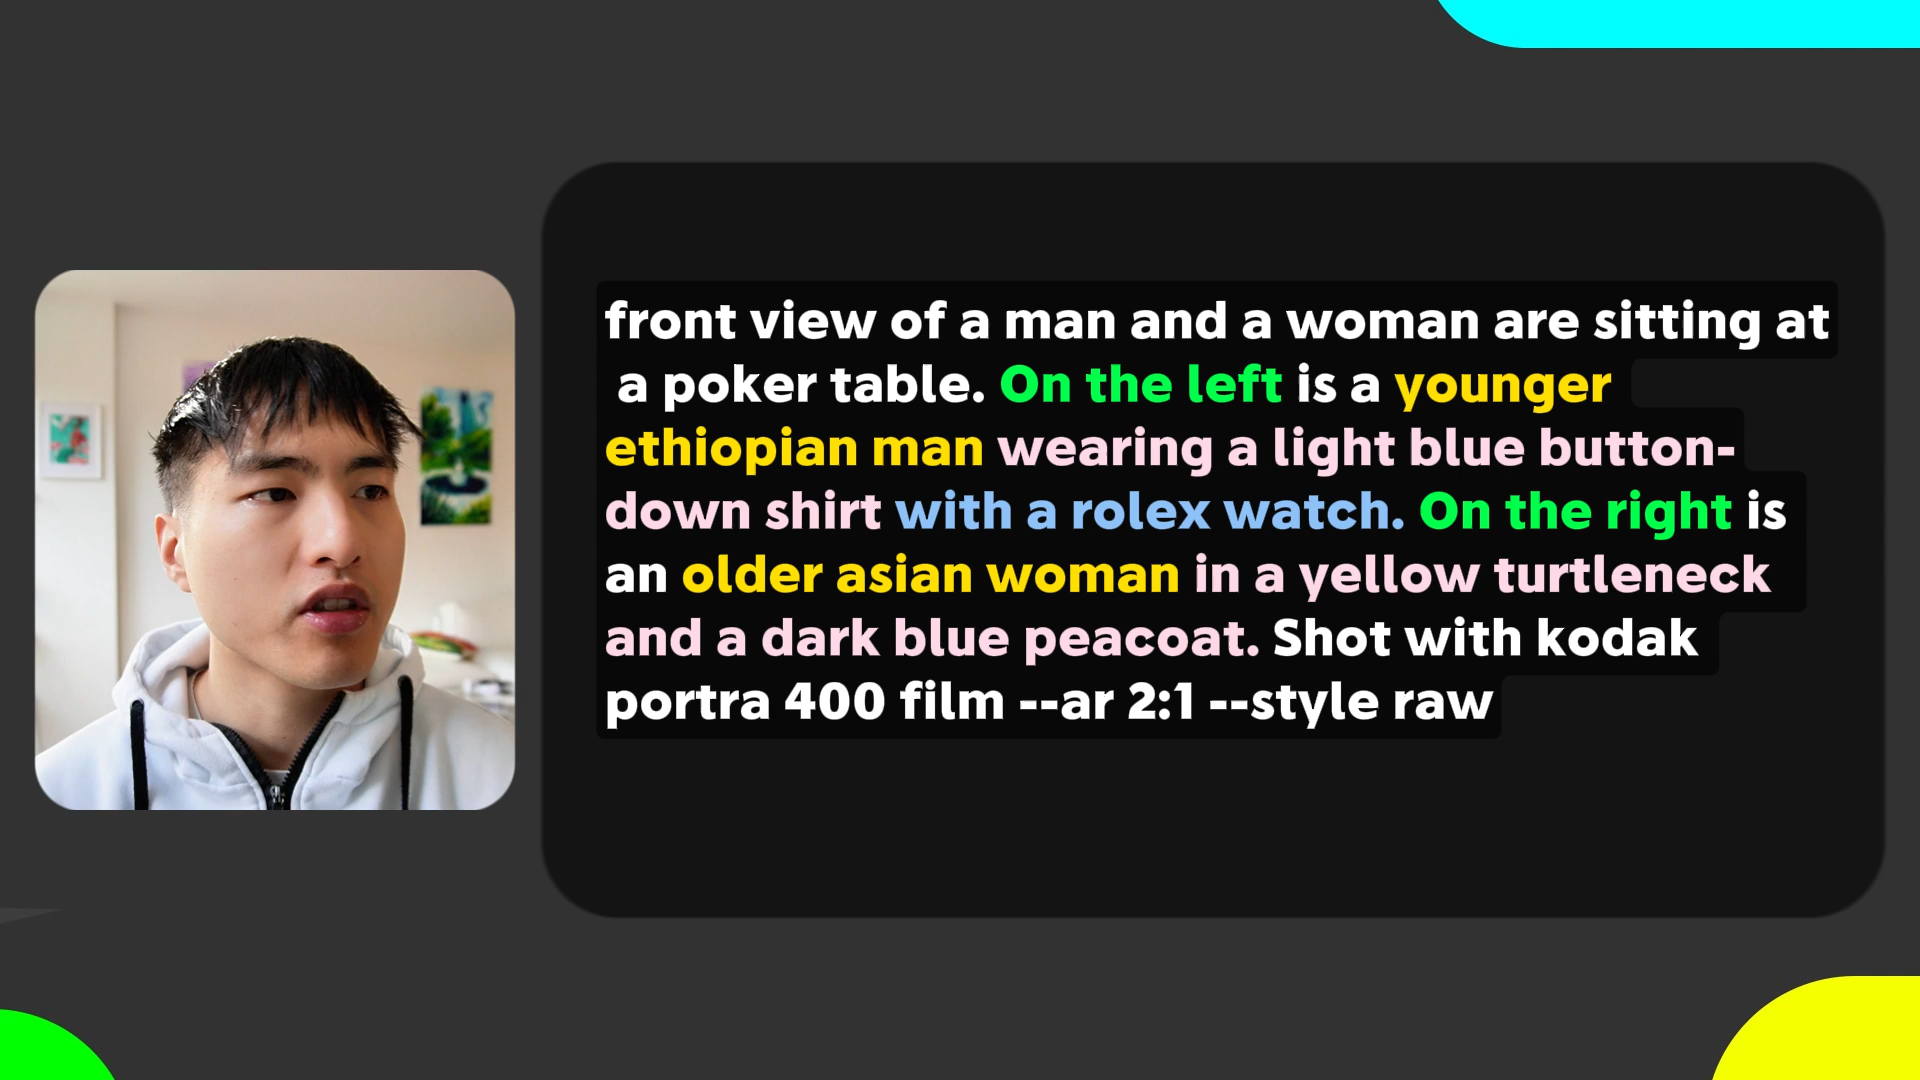 front view of a man and a woman are sitting at
a poker table. On the left is a younger
ethiopian man wearing a light blue button-
down shirt with a rolex watch. On the right is
an older asian woman in a yellow turtleneck
and a dark blue peacoat. Shot with kodak
portra 400 film --ar 2:1 --style raw